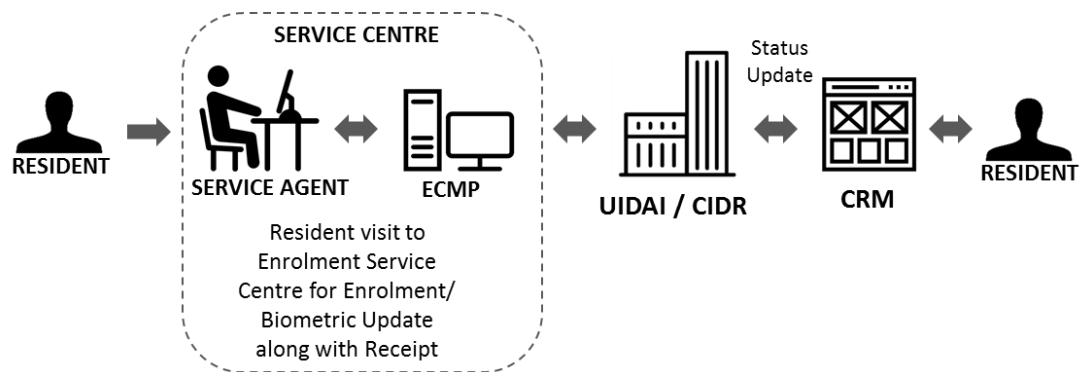 SERVICE CENTRE
RESIDENT
SERVICE AGENT
ECMP
Resident visit to
Enrolment Service
Centre for Enrolment/
Biometric Update
along with Receipt
UIDAI / CIDR
Status
Update
CRM
RESIDENT